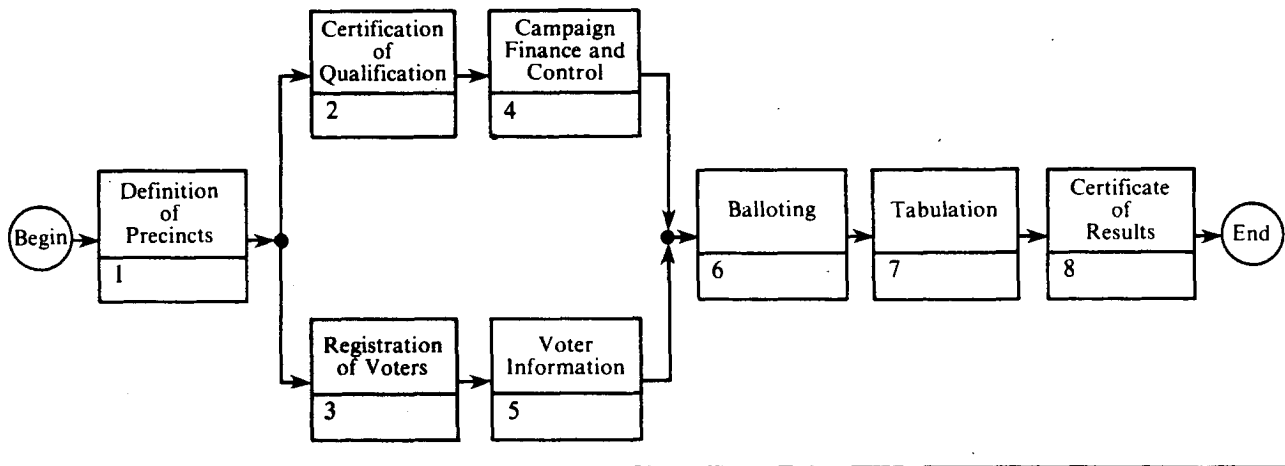 Begin
Definition
of
Precincts
1
Certification
of
Qualification
2
Campaign
Finance and
Control
4
Registration
of Voters
3
Voter
Information
5
Balloting
6
Tabulation
7
Certificate
of
Results
8
End